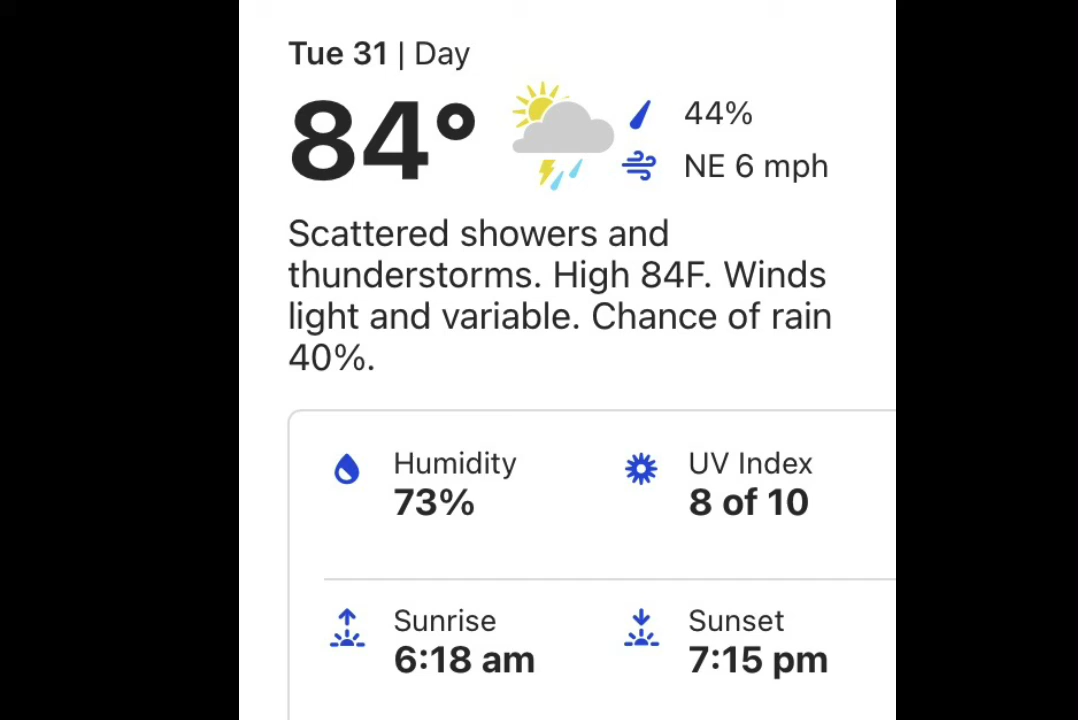 Tue 31 | Day
84°
44%
NE 6 mph
Scattered showers and
thunderstorms. High 84F. Winds
light and variable. Chance of rain
40%.
Humidity
73%
UV Index
8 of 10
Sunrise
6:18 am
Sunset
7:15 pm